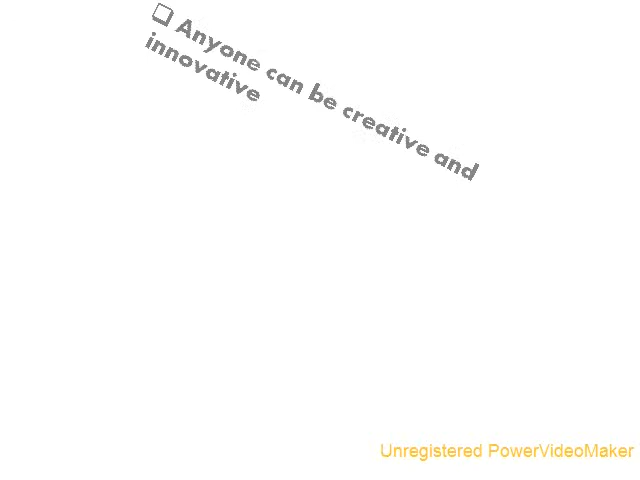 ❑ Anyone can be creative and
innovative
Unregistered PowerVideoMaker